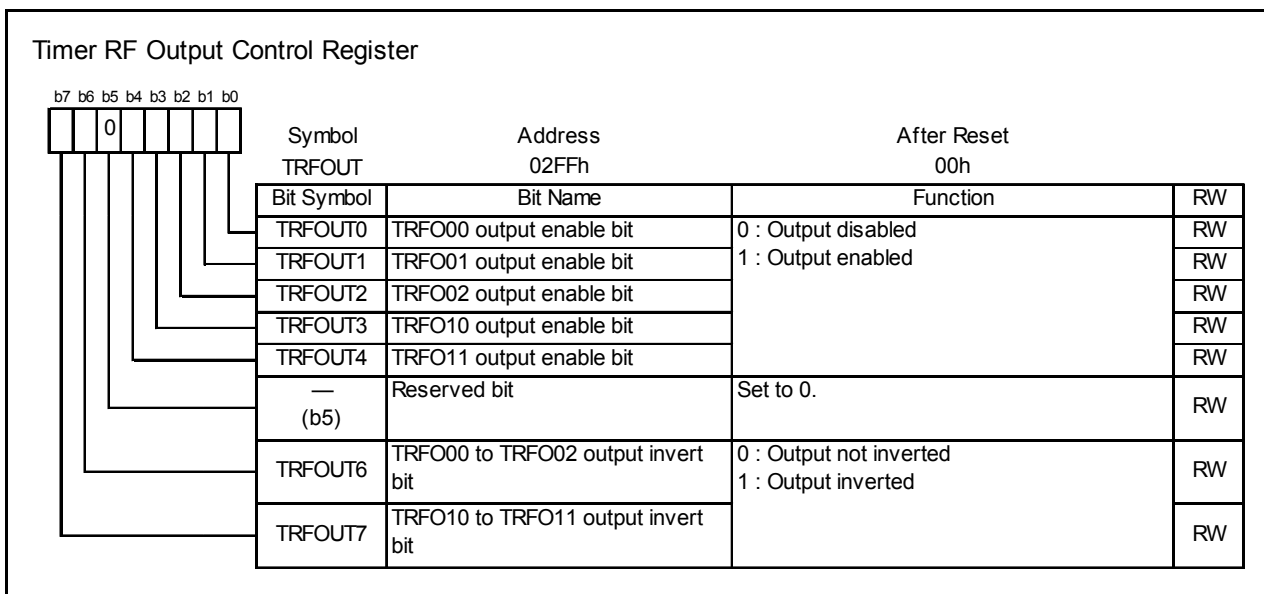 Timer RF Output Control Register
b7 b6 b5 b4 b3 b2 b1 b0
0
Symbol Address After Reset
TRFOUT 02FFh 00h
Bit Symbol Bit Name Function RW
TRFOUT0 TRFO00 output enable bit 0 : Output disabled RW
TRFOUT1 TRFO01 output enable bit 1 : Output enabled RW
TRFOUT2 TRFO02 output enable bit RW
TRFOUT3 TRFO10 output enable bit RW
TRFOUT4 TRFO11 output enable bit RW
— Reserved bit Set to 0. RW
(b5)
TRFOUT6 TRFO00 to TRFO02 output invert 0 : Output not inverted RW
bit 1 : Output inverted
TRFOUT7 TRFO10 to TRFO11 output invert RW
bit